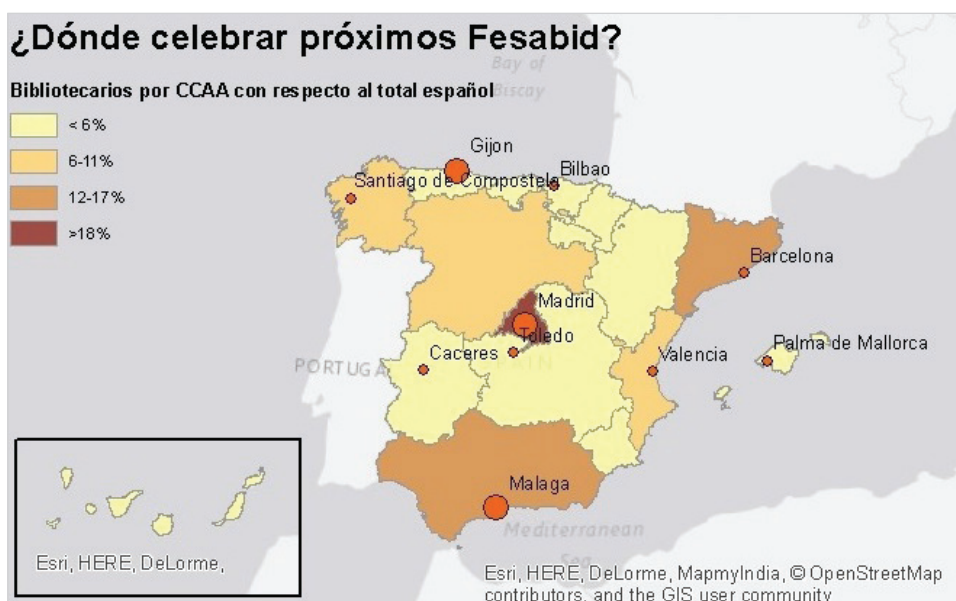 ¿Dónde celebrar próximos Fesabid?
Bay of
Biscay
Bibliotecarios por CCAA con respecto al total español
< 6%
6-11%
12-17%
>18%
Gijon
Bilbao
Santiago de Compostela
Barcelona
Madrid
Toledo
Caceres
Valencia
Palma de Mallorca
Malaga
Mediterranean
Sea
Esri, HERE, DeLorme,
Esri, HERE, DeLorme, MapmyIndia, © OpenStreetMap
contributors, and the GIS user community